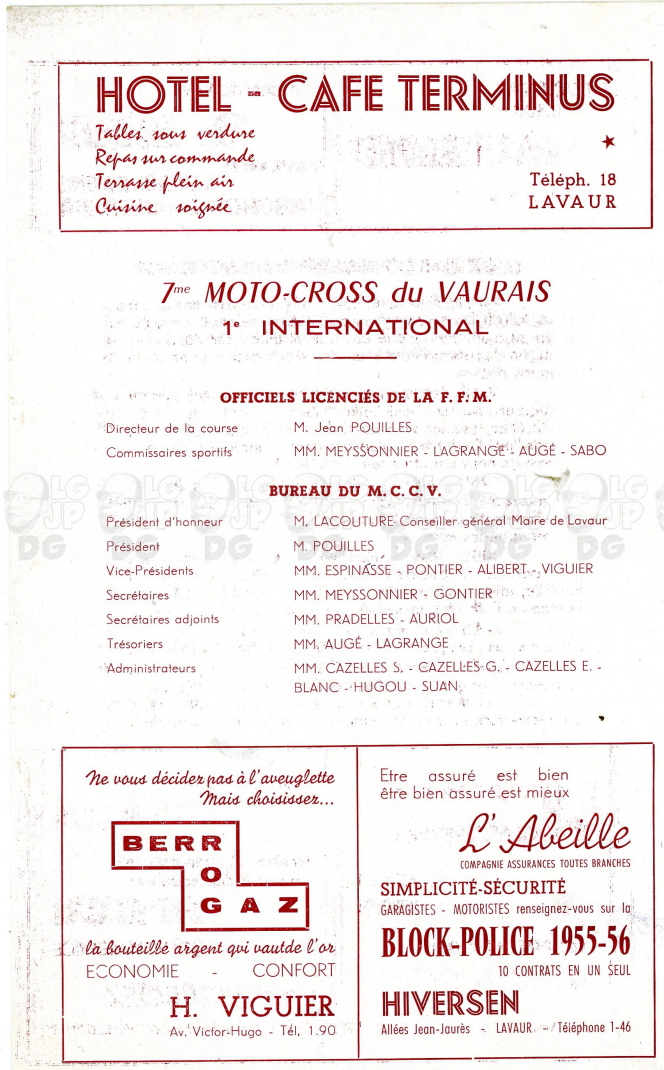 HOTEL - CAFE TERMINUS
Tables sous verdure
Repas sur commande
Terrasse plein air
Cuisine soignée
Téléph. 18
LAVAUR
7me MOTO-CROSS du VAURAIS
1e INTERNATIONAL
OFFICIELS LICENCIÉS DE LA F. F. M.
Directeur de la course M. Jean POUILLES
Commissaires sportifs MM. MEYSSONNIER - LAGRANGE - AUGÉ - SABO
BUREAU DU M. C. C. V.
Président d'honneur M. LACOUTURE Conseiller général Maire de Lavaur
Président M. POUILLES
Vice-Présidents MM. ESPINASSE - PONTIER - ALIBERT - VIGUIER
Secrétaires MM. MEYSSONNIER - GONTIER
Secrétaires adjoints MM. PRADELLES - AURIOL
Trésoriers MM. AUGÉ - LAGRANGE
Administrateurs MM. CAZELLES S. - CAZELLES G. - CAZELLES E. -
BLANC - HUGOU - SUAN
Ne vous décidez pas à l'aveuglette
Mais choisissez...
BERRO GAZ
la bouteille argent qui vautde l'or
ECONOMIE - CONFORT
H. VIGUIER
Av. Victor-Hugo - Tél. 1.90
Etre assuré est bien
être bien assuré est mieux
L'Abeille
COMPAGNIE ASSURANCES TOUTES BRANCHES
SIMPLICITÉ-SÉCURITÉ
GARAGISTES - MOTORISTES renseignez-vous sur la
BLOCK-POLICE 1955-56
10 CONTRATS EN UN SEUL
HIVERSEN
Allées Jean-Jaurès - LAVAUR - Téléphone 1-46
LGJP
DG